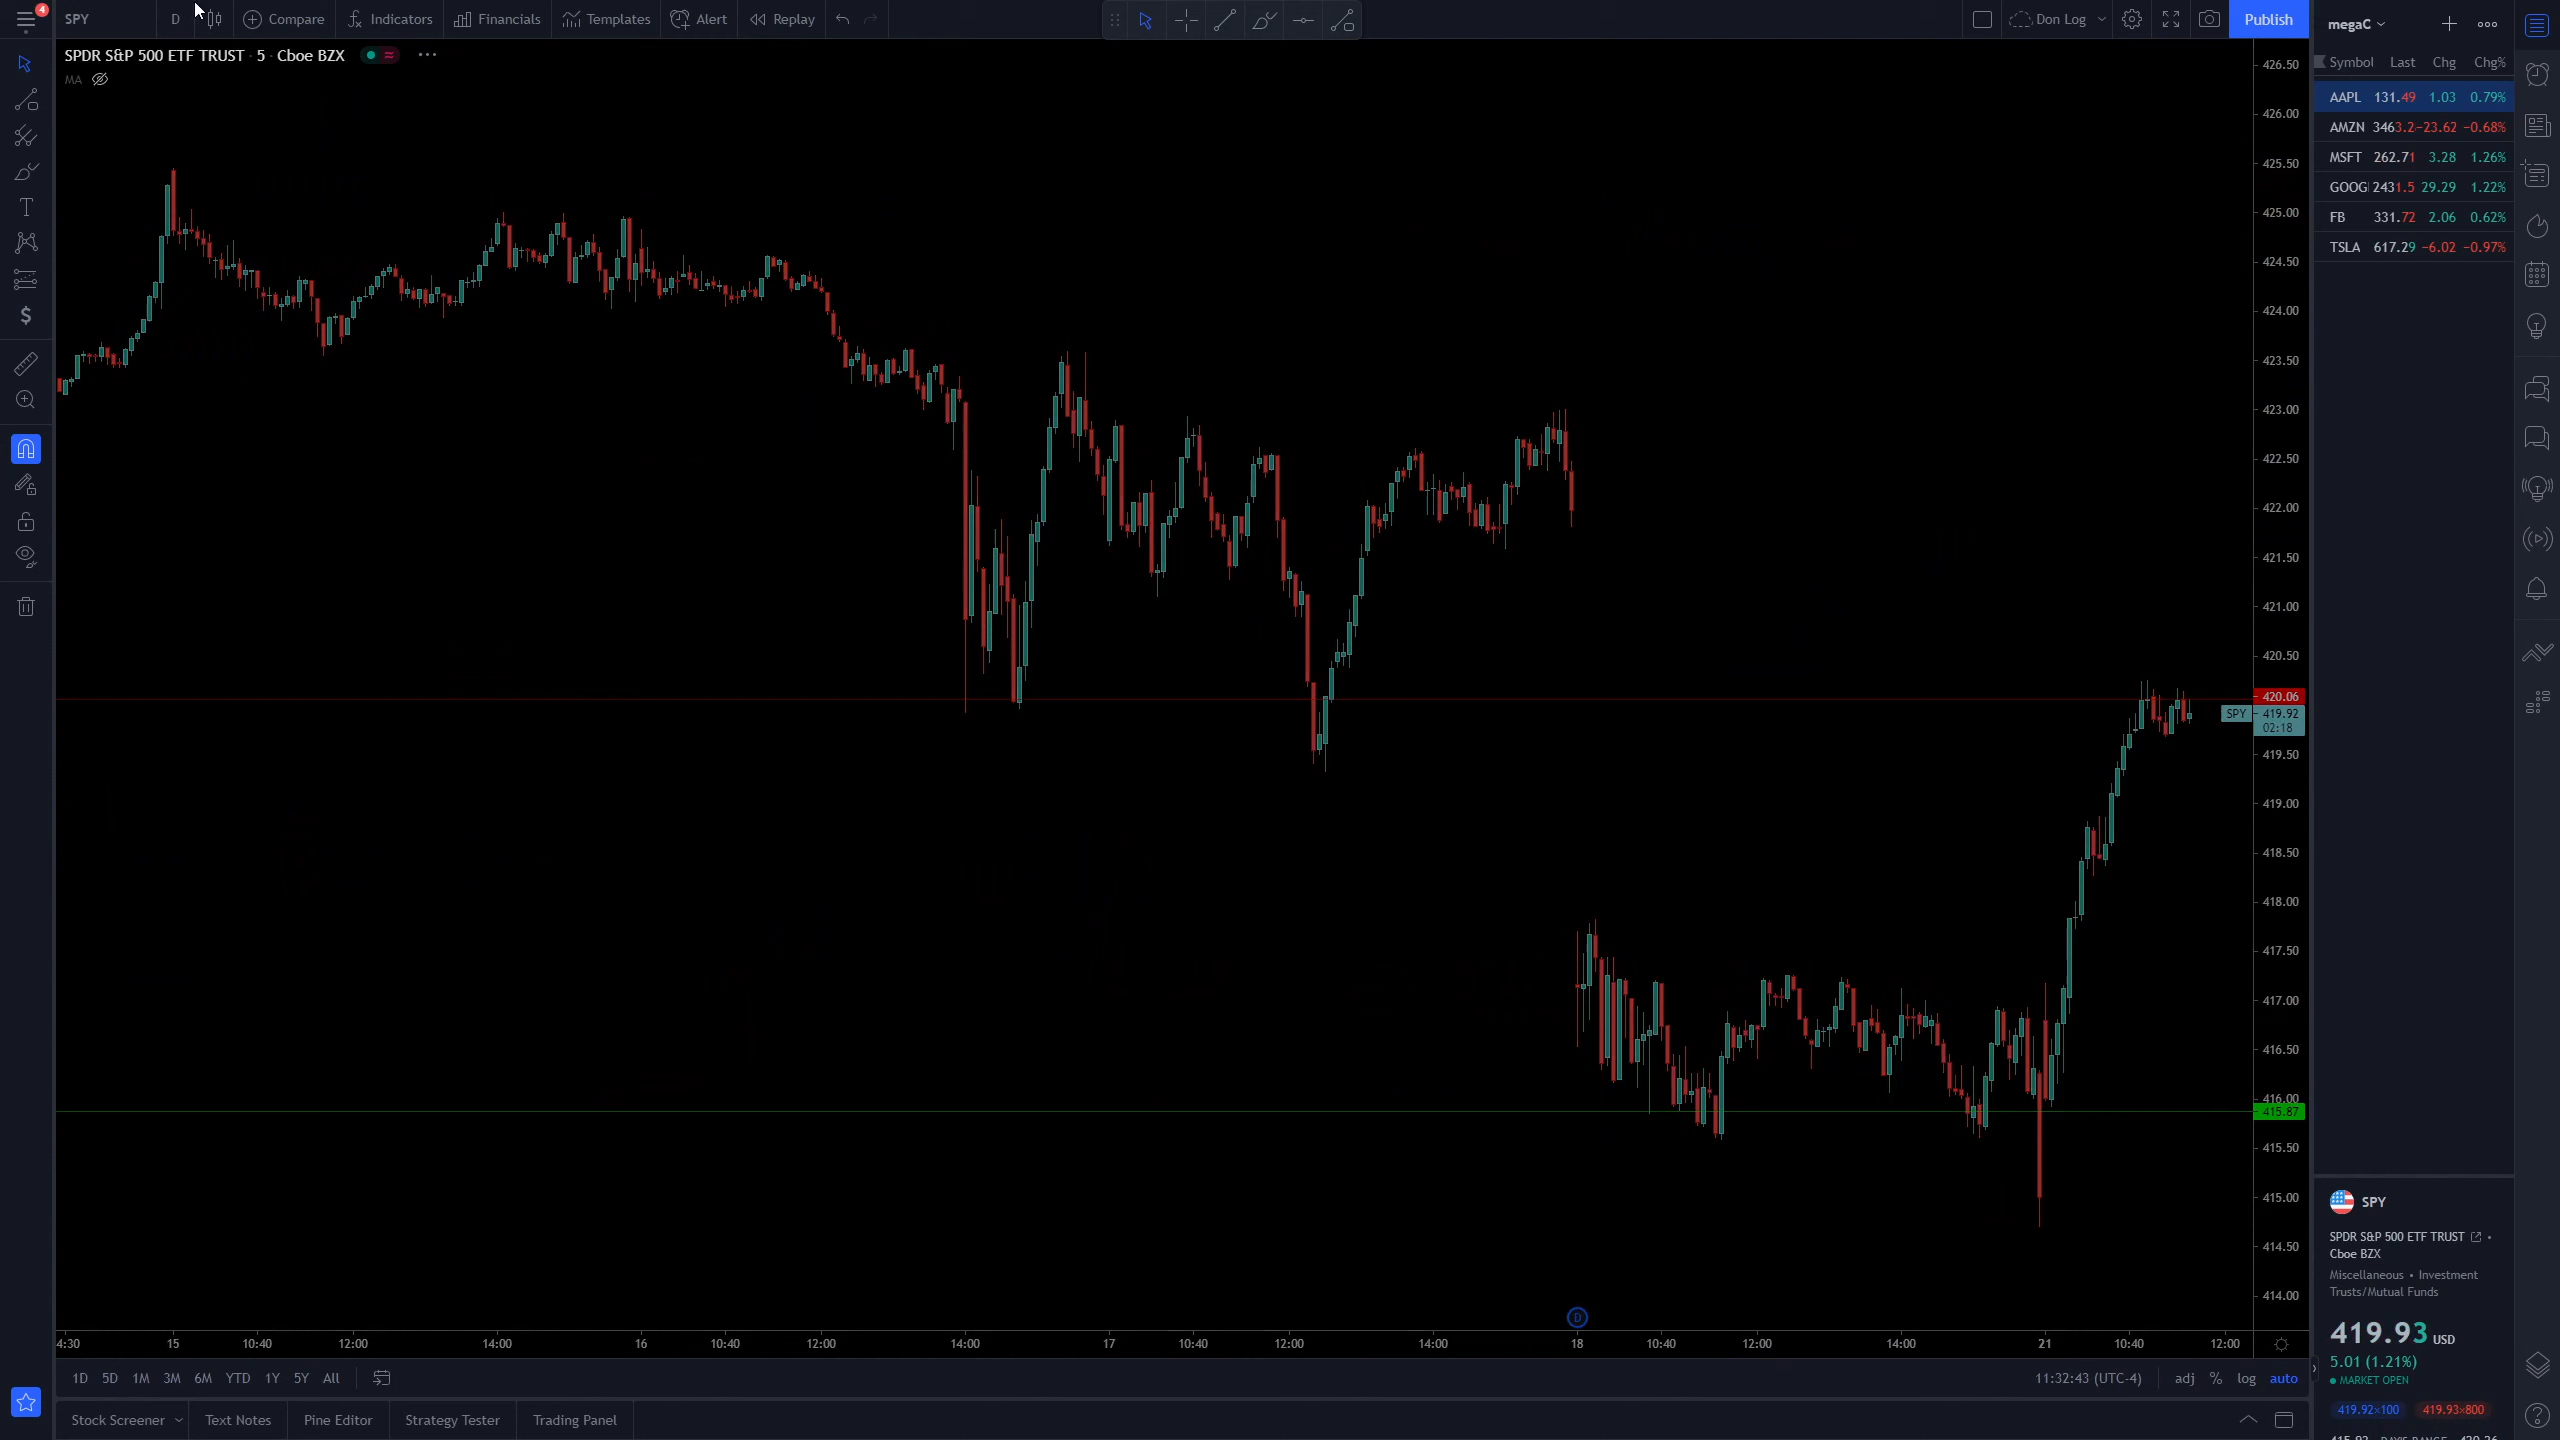 4
SPY
D
Compare
Indicators
Financials
Templates
Alert
Replay
Don Log
Publish
SPDR S&P 500 ETF TRUST · 5 · Cboe BZX
MA
megaC
Symbol Last Chg Chg%
AAPL 131.49 1.03 0.79%
AMZN 3463.2 −23.62 −0.68%
MSFT 262.71 3.28 1.26%
GOOG 2431.5 29.29 1.22%
FB 331.72 2.06 0.62%
TSLA 617.29 −6.02 −0.97%
426.50
426.00
425.50
425.00
424.50
424.00
423.50
423.00
422.50
422.00
421.50
421.00
420.50
420.06
SPY 419.92
02:18
419.50
419.00
418.50
418.00
417.50
417.00
416.50
416.00
415.87
415.50
415.00
414.50
414.00
D
4:30 15 10:40 12:00 14:00 16 10:40 12:00 14:00 17 10:40 12:00 14:00 18 10:40 12:00 14:00 21 10:40 12:00
1D 5D 1M 3M 6M YTD 1Y 5Y All
11:32:43 (UTC-4) adj % log auto
Stock Screener
Text Notes
Pine Editor
Strategy Tester
Trading Panel
SPY
SPDR S&P 500 ETF TRUST
Cboe BZX
Miscellaneous • Investment
Trusts/Mutual Funds
419.93 USD
5.01 (1.21%)
MARKET OPEN
419.92×100 419.93×800